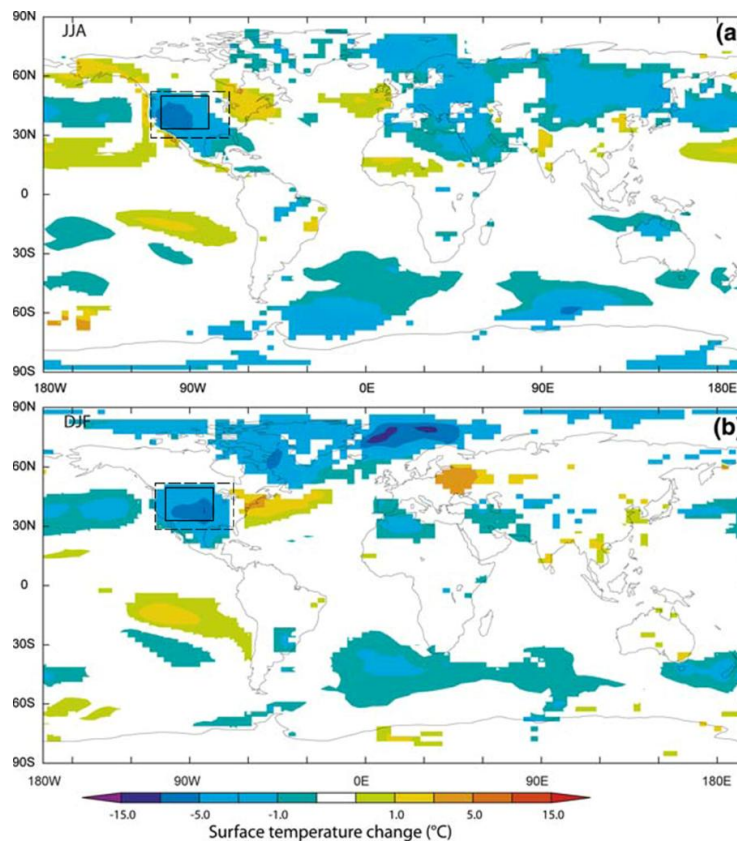 90N JJA (a)
60N
30N
0
30S
60S
90S
180W 90W 0E 90E 180E
90N DJF (b)
60N
30N
0
30S
60S
90S
180W 90W 0E 90E 180E
-15.0 -5.0 -1.0 1.0 5.0 15.0
Surface temperature change (°C)